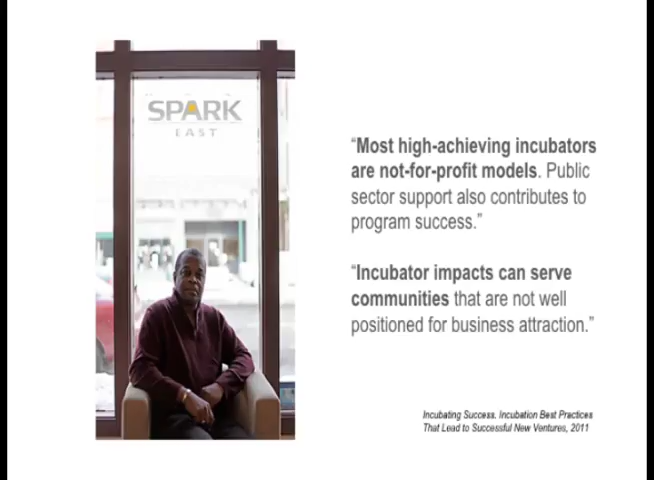 SPARK
EAST
“Most high-achieving incubators
are not-for-profit models. Public
sector support also contributes to
program success.”
“Incubator impacts can serve
communities that are not well
positioned for business attraction.”
Incubating Success. Incubation Best Practices
That Lead to Successful New Ventures, 2011